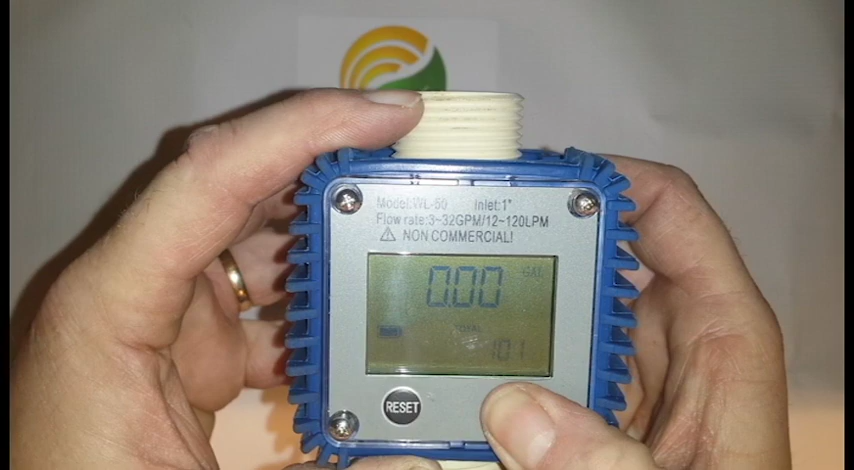 Model:WL-50 Inlet:1"
Flow rate:3~32GPM/12~120LPM
⚠ NON COMMERCIAL!
0.00 GAL
TOTAL
101
RESET